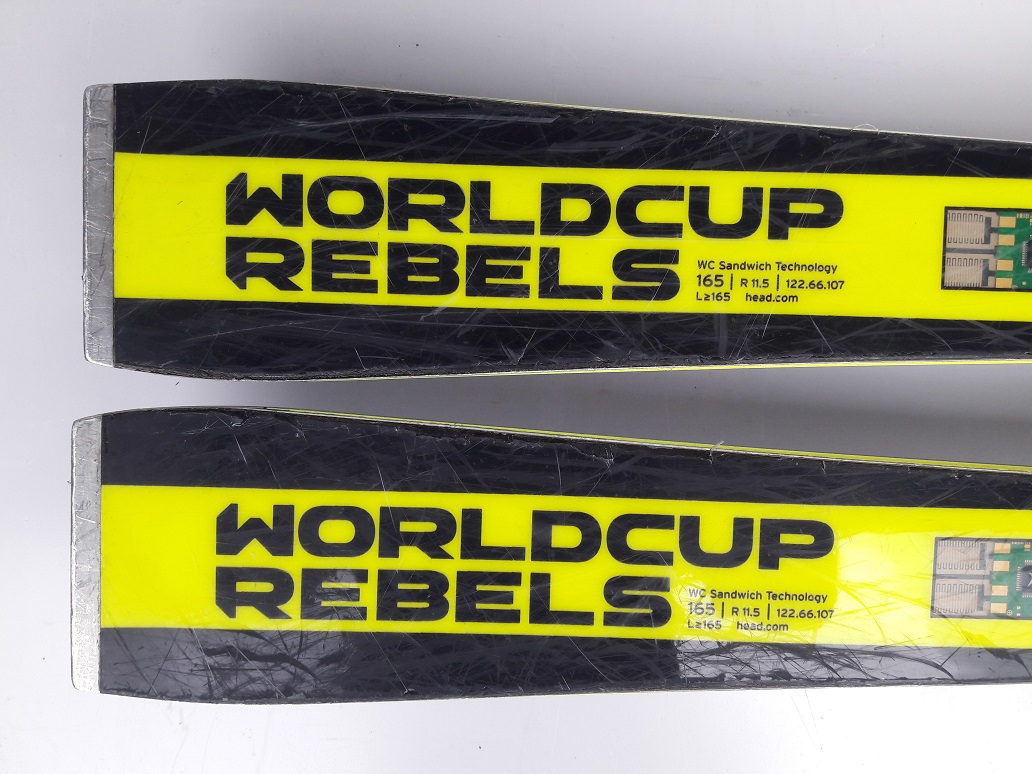 WORLDCUP
REBELS
WC Sandwich Technology
165 | R 11.5 | 122.66.107
L≥165 head.com
WORLDCUP
REBELS
WC Sandwich Technology
165 | R 11.5 | 122.66.107
L≥165 head.com